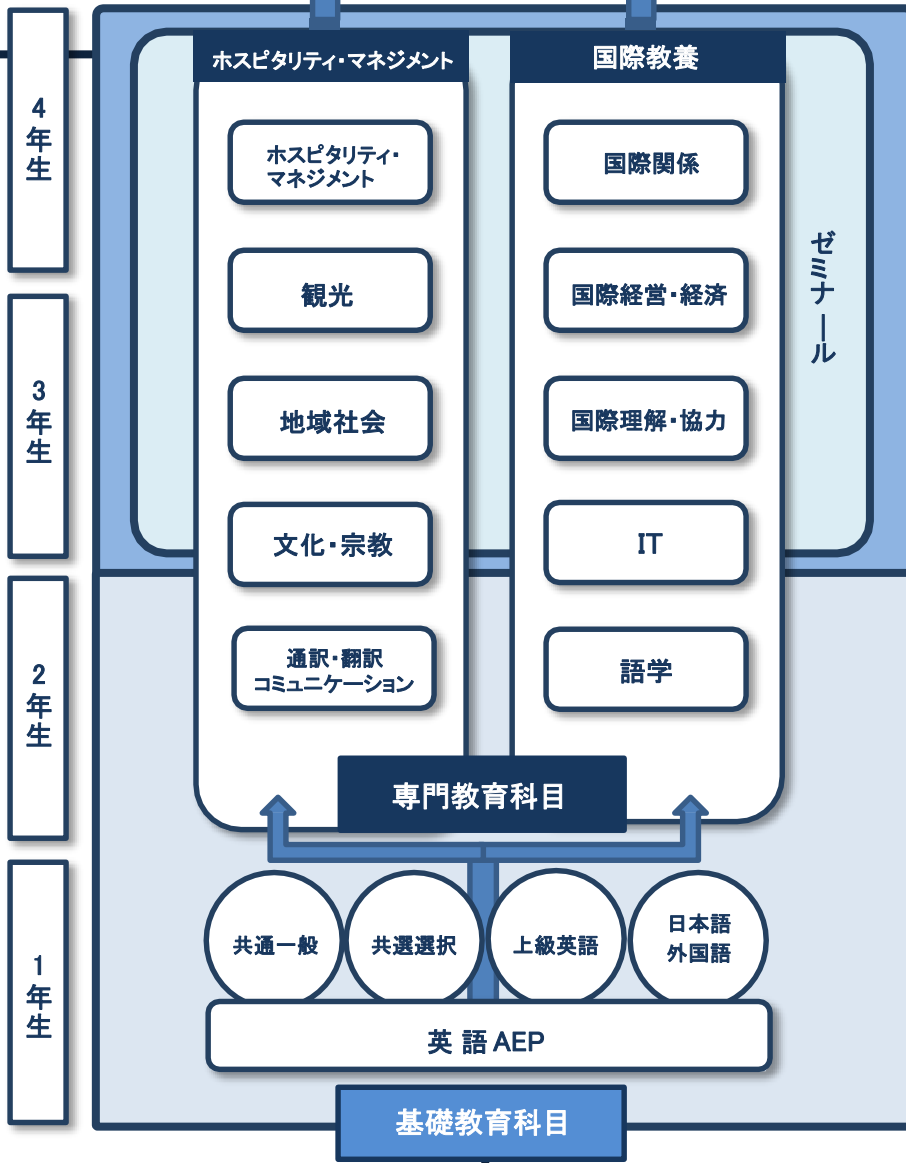 4年生
3年生
2年生
1年生
ホスピタリティ・マネジメント
ホスピタリティ・
マネジメント
観光
地域社会
文化・宗教
通訳・翻訳
コミュニケーション
国際教養
国際関係
国際経営・経済
国際理解・協力
IT
語学
ゼミナール
専門教育科目
共通一般
共選選択
上級英語
日本語
外国語
英 語 AEP
基礎教育科目